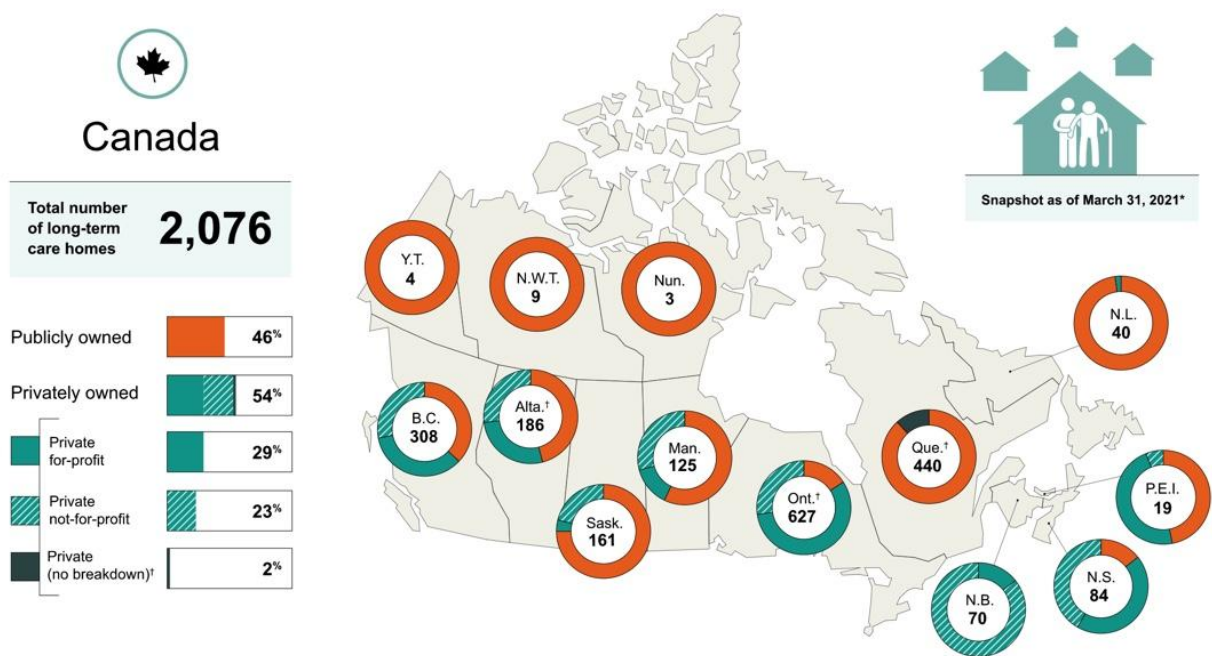 Canada
Total number
of long-term
care homes
2,076
Publicly owned
46%
Privately owned
54%
Private
for-profit
29%
Private
not-for-profit
23%
Private
(no breakdown)†
2%
Snapshot as of March 31, 2021*
Y.T.
4
N.W.T.
9
Nun.
3
N.L.
40
B.C.
308
Alta.†
186
Man.
125
Sask.
161
Ont.†
627
Que.†
440
P.E.I.
19
N.B.
70
N.S.
84